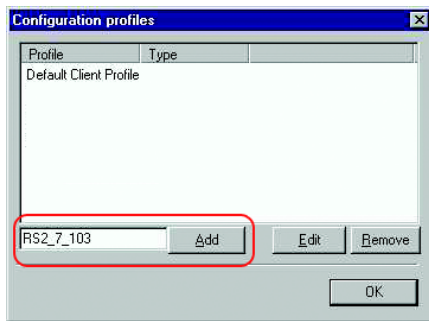 Configuration profiles
Profile Type
Default Client Profile
RS2_7_103 Add Edit Remove
OK